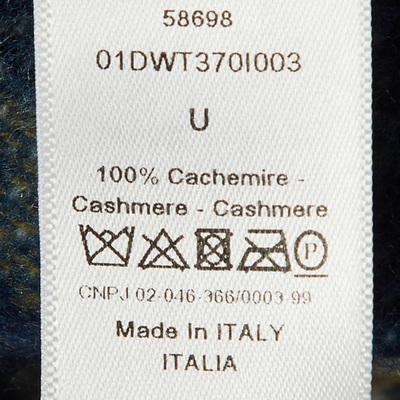 58698
01DWT370I003
U
100% Cachemire -
Cashmere - Cashmere
P
CNPJ 02-046-366/0003-99
Made In ITALY
ITALIA